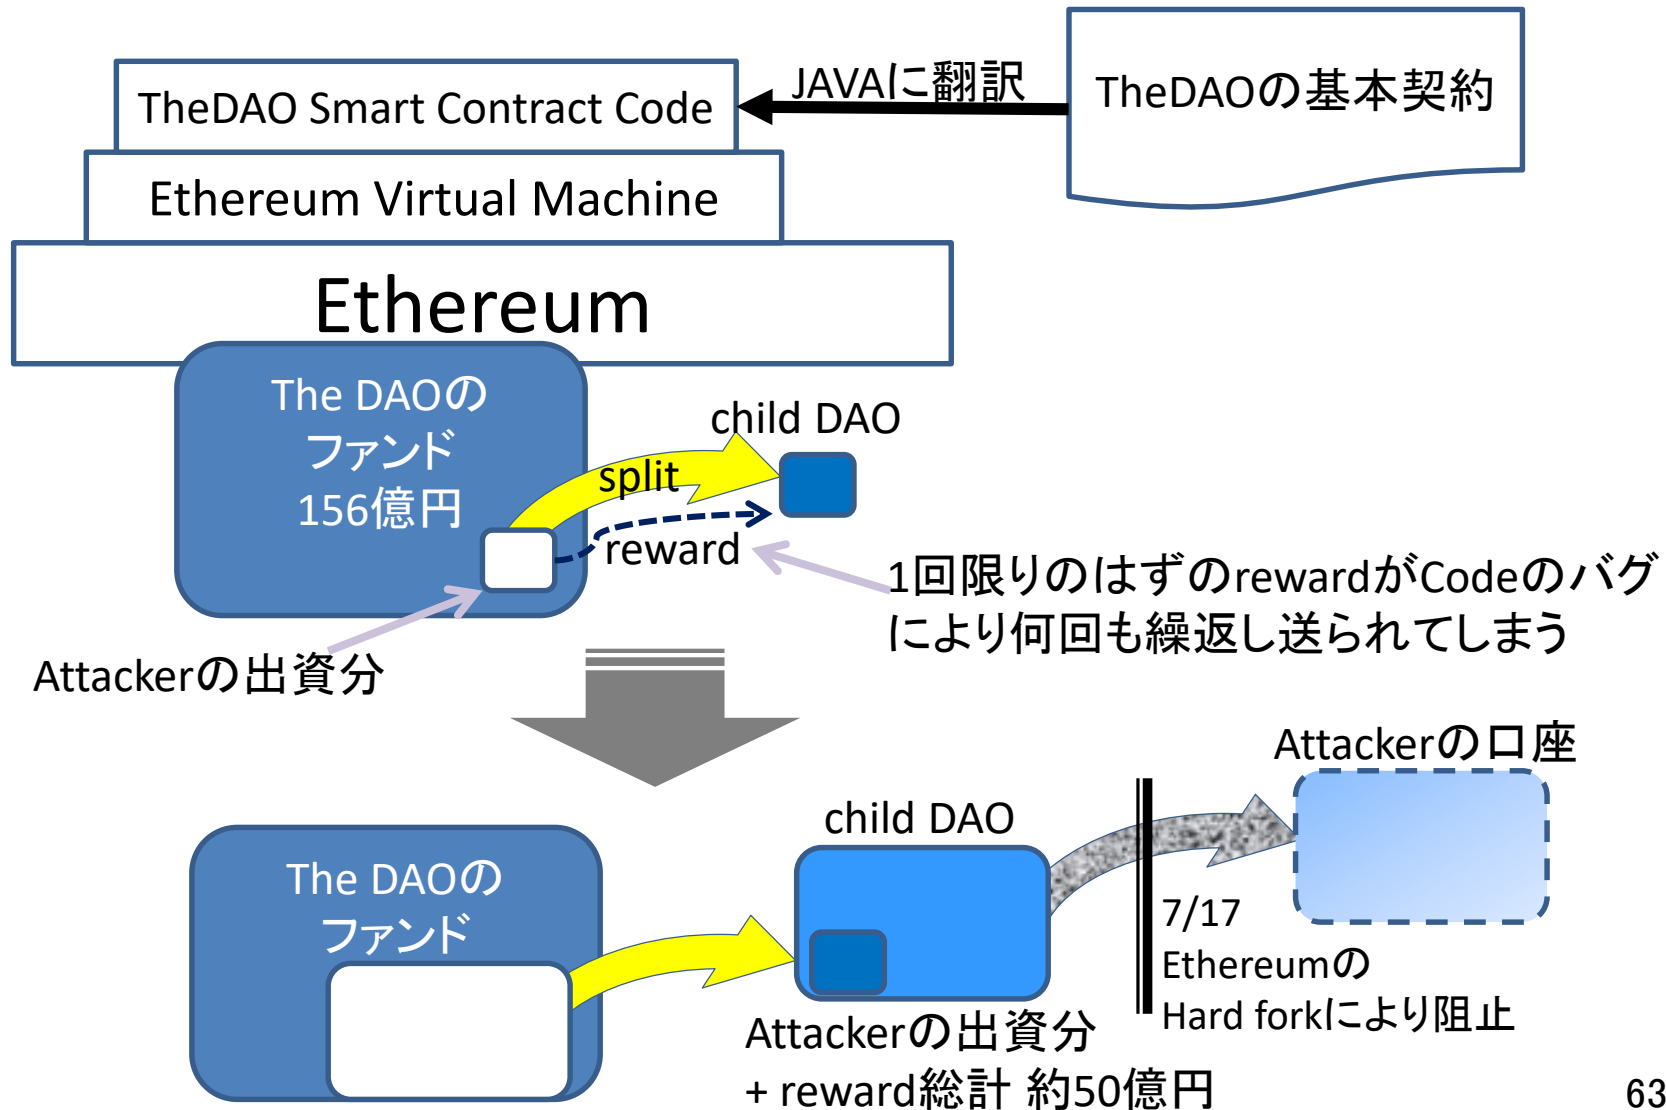 TheDAO Smart Contract Code
JAVAに翻訳
TheDAOの基本契約
Ethereum Virtual Machine
Ethereum
The DAOの
ファンド
156億円
child DAO
split
reward
1回限りのはずのrewardがCodeのバグ
により何回も繰返し送られてしまう
Attackerの出資分
Attackerの口座
child DAO
The DAOの
ファンド
7/17
Ethereumの
Hard forkにより阻止
Attackerの出資分
+ reward総計 約50億円
63